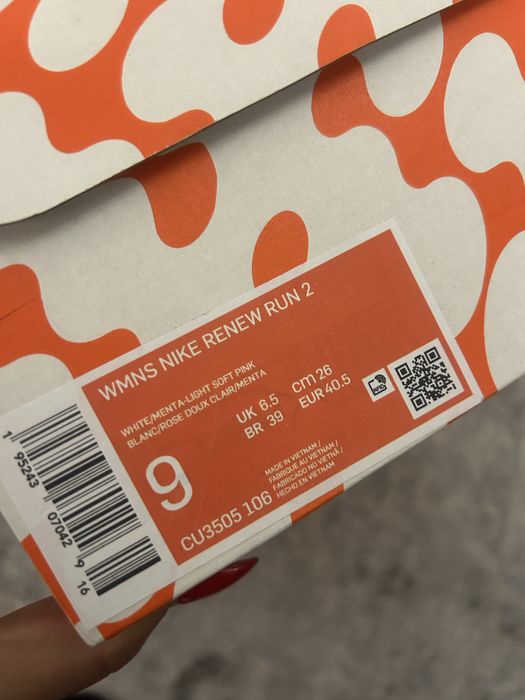 WMNS NIKE RENEW RUN 2
WHITE/MENTA-LIGHT SOFT PINK
BLANC/ROSE DOUX CLAIR/MENTA
9
UK 6.5 cm 26
BR 39 EUR 40.5
CU3505 106
MADE IN VIETNAM /
FABRIQUÉ AU VIETNAM /
FABRICADO NO VIETNÃ /
HECHO EN VIETNAM
1 95243 07042 9 16